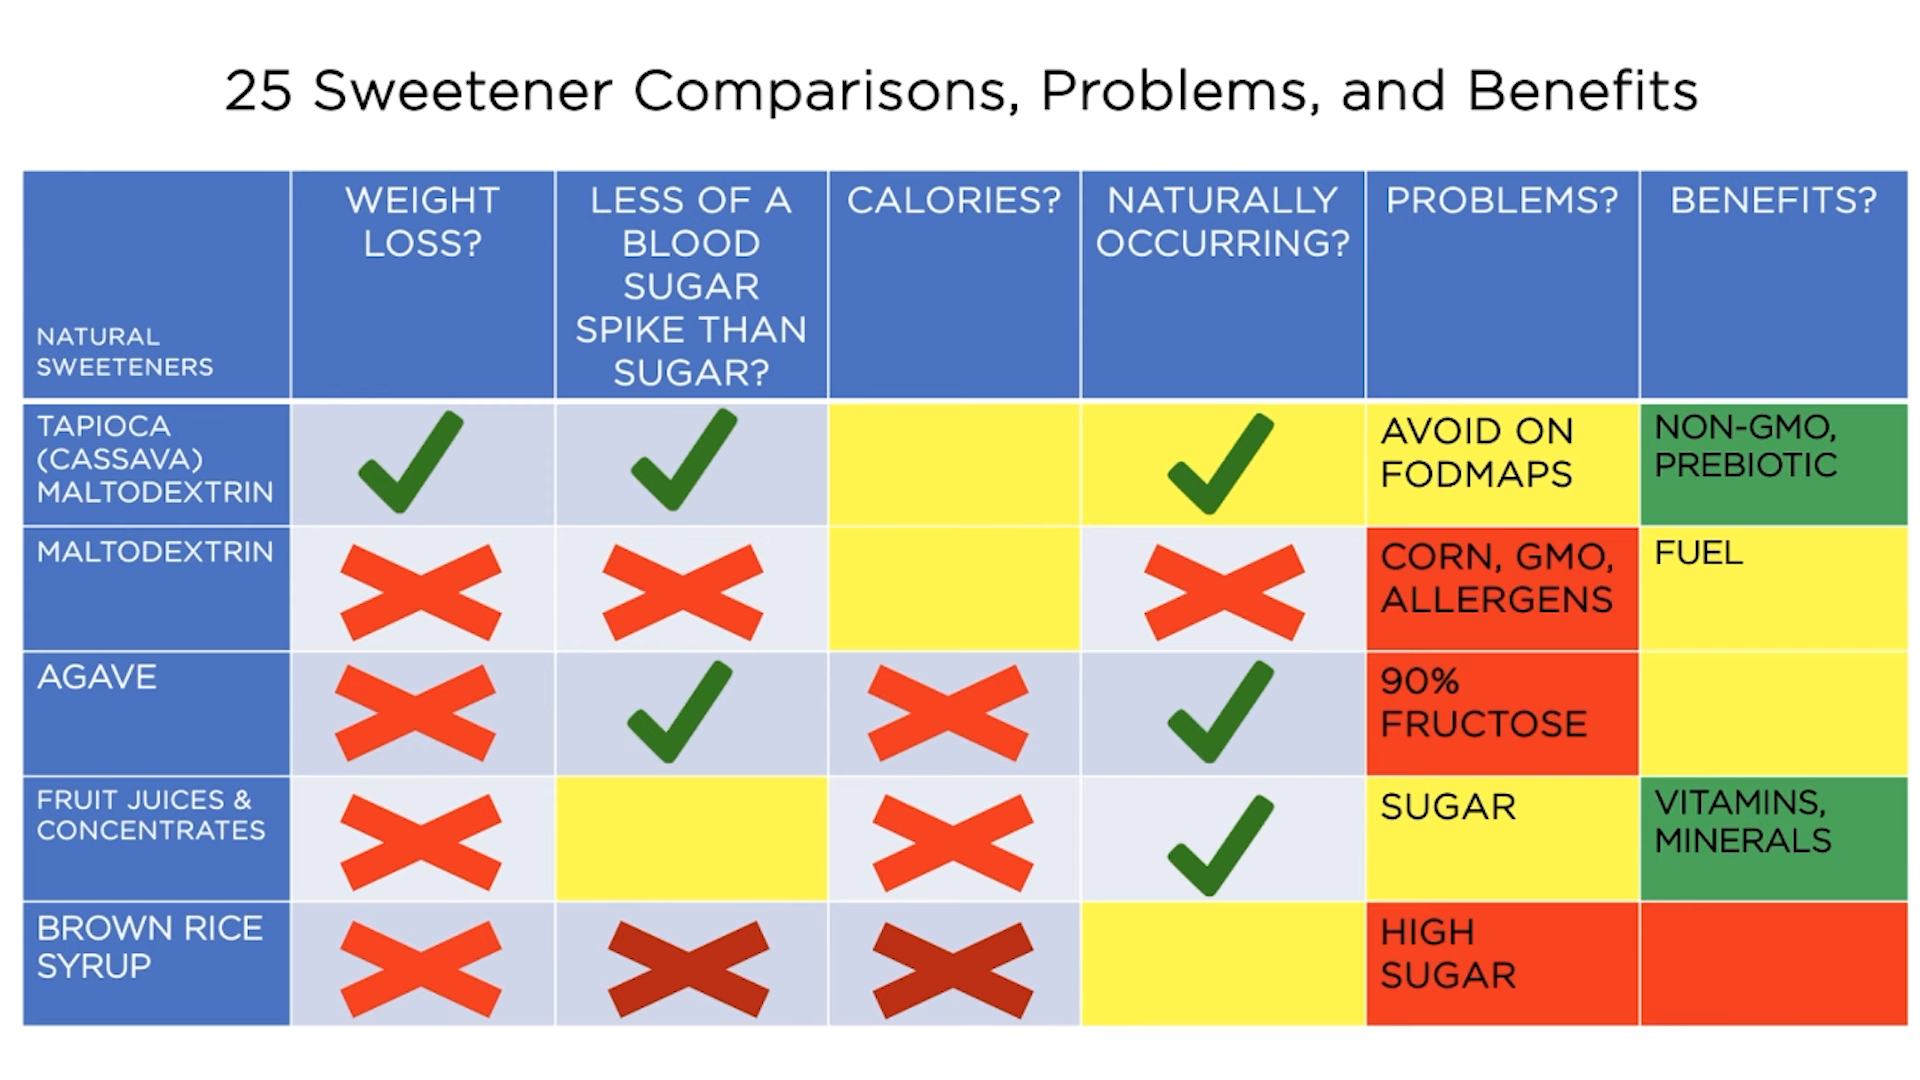 25 Sweetener Comparisons, Problems, and Benefits
NATURAL
SWEETENERS
WEIGHT
LOSS?
LESS OF A
BLOOD
SUGAR
SPIKE THAN
SUGAR?
CALORIES?
NATURALLY
OCCURRING?
PROBLEMS?
BENEFITS?
TAPIOCA
(CASSAVA)
MALTODEXTRIN
AVOID ON
FODMAPS
NON-GMO,
PREBIOTIC
MALTODEXTRIN
CORN, GMO,
ALLERGENS
FUEL
AGAVE
90%
FRUCTOSE
FRUIT JUICES &
CONCENTRATES
SUGAR
VITAMINS,
MINERALS
BROWN RICE
SYRUP
HIGH
SUGAR